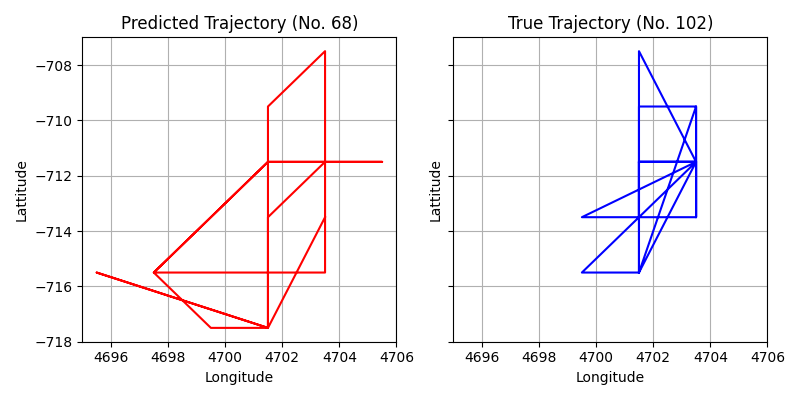 Predicted Trajectory (No. 68)
True Trajectory (No. 102)
−708
−710
−712
−714
−716
−718
Lattitude
Lattitude
4696 4698 4700 4702 4704 4706
4696 4698 4700 4702 4704 4706
Longitude
Longitude